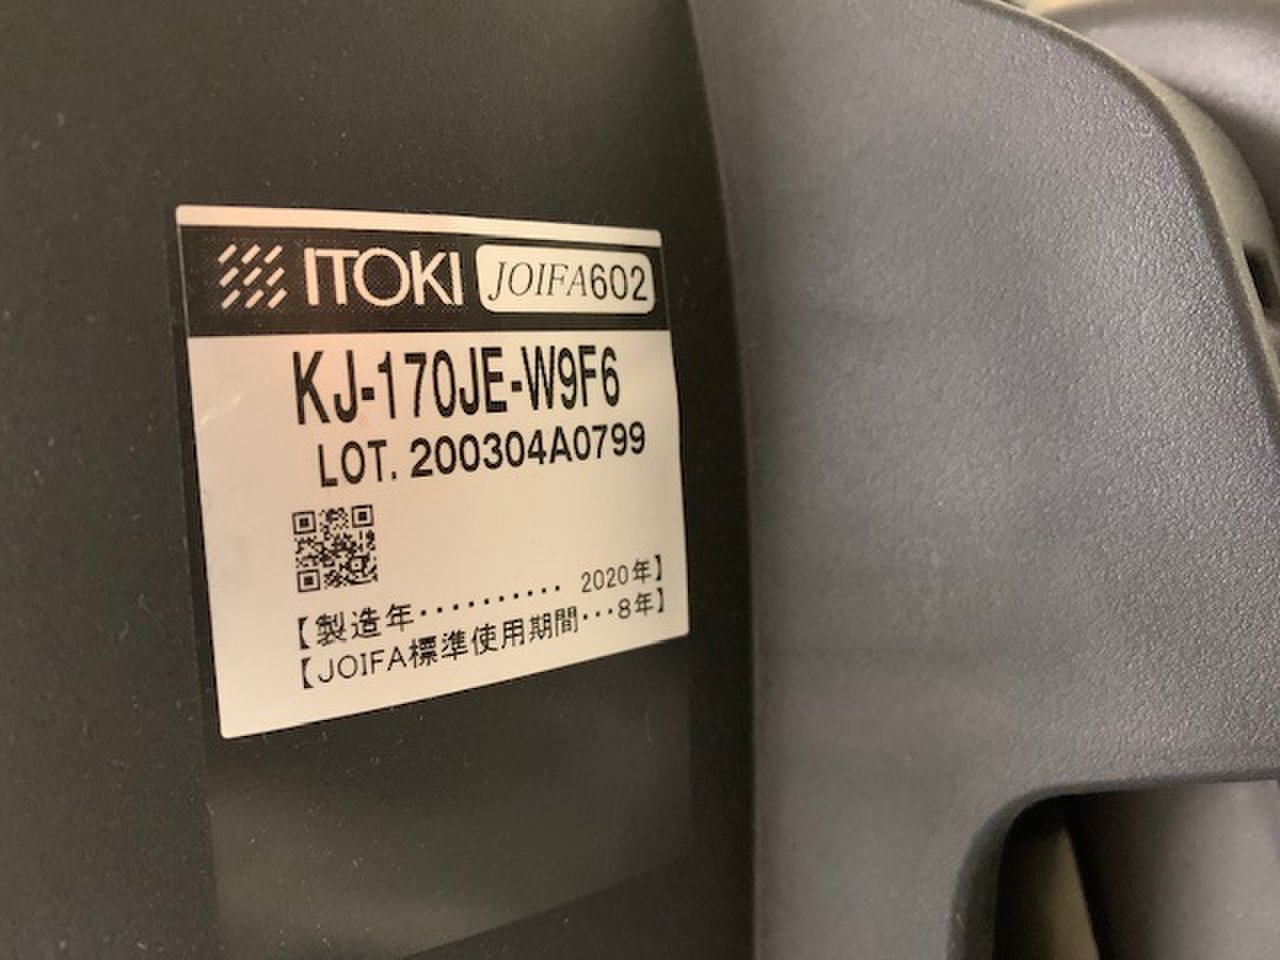 ITOKI JOIFA602
KJ-170JE-W9F6
LOT. 200304A0799
【製造年･･････････ 2020年】
【JOIFA標準使用期間･･･8年】